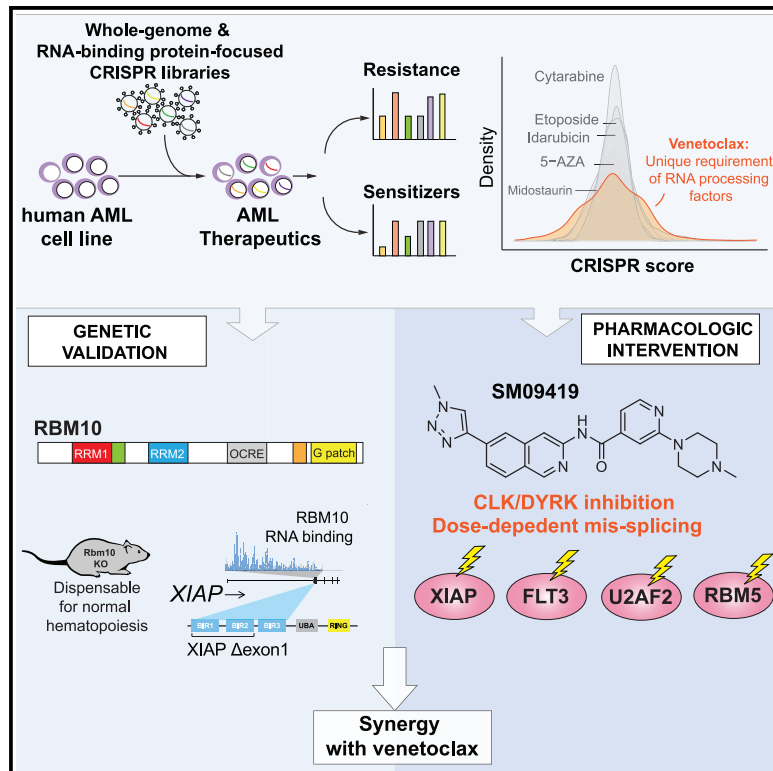 Whole-genome &
RNA-binding protein-focused
CRISPR libraries
human AML
cell line
AML
Therapeutics
Resistance
Sensitizers
Density
Cytarabine
Etoposide
Idarubicin
5-AZA
Midostaurin
Venetoclax:
Unique requirement
of RNA processing
factors
CRISPR score
GENETIC
VALIDATION
RBM10
RRM1
RRM2
OCRE
G patch
Rbm10
KO
Dispensable
for normal
hematopoiesis
RBM10
RNA binding
XIAP
BIR1
BIR2
BIR3
UBA
RING
XIAP Δexon1
PHARMACOLOGIC
INTERVENTION
SM09419
N
N
N
N
N
H
O
N
N
N
CLK/DYRK inhibition
Dose-depedent mis-splicing
XIAP
FLT3
U2AF2
RBM5
Synergy
with venetoclax